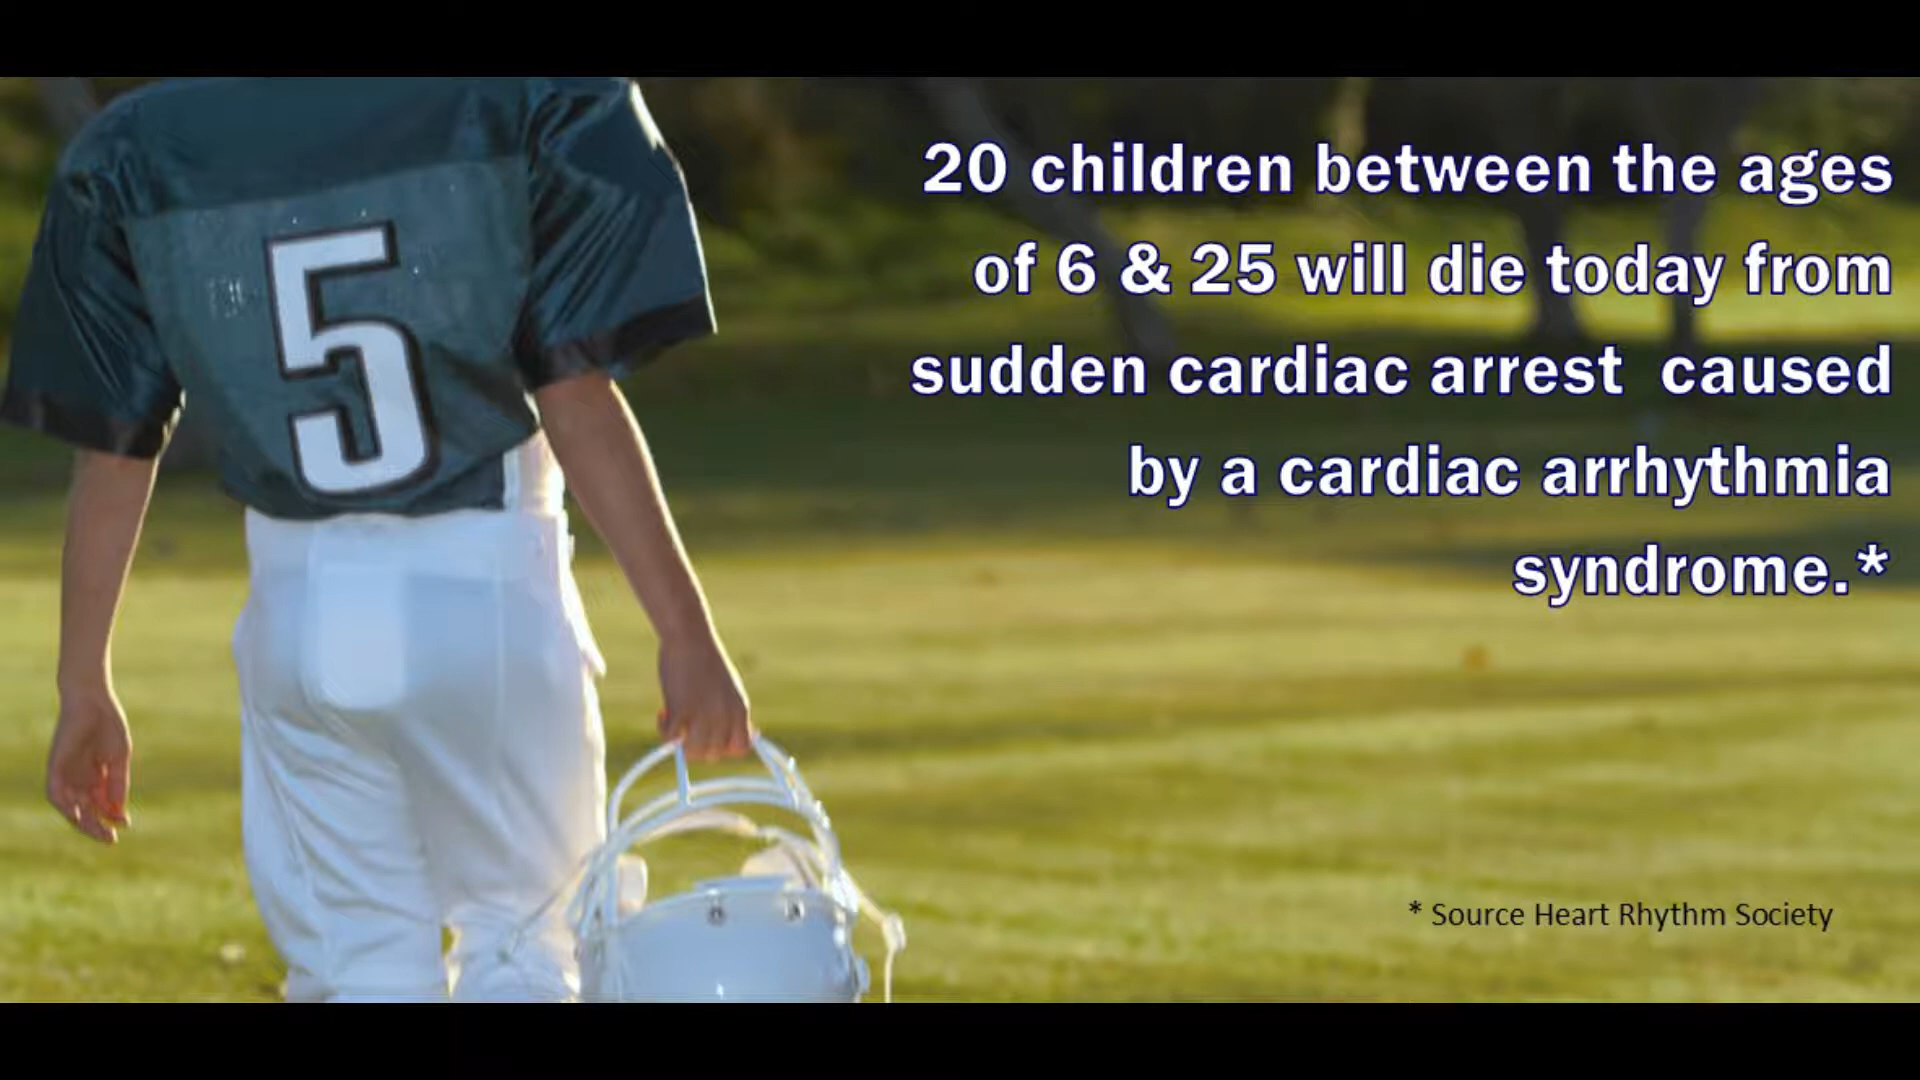 5
20 children between the ages
of 6 & 25 will die today from
sudden cardiac arrest  caused
by a cardiac arrhythmia
syndrome.*
* Source Heart Rhythm Society